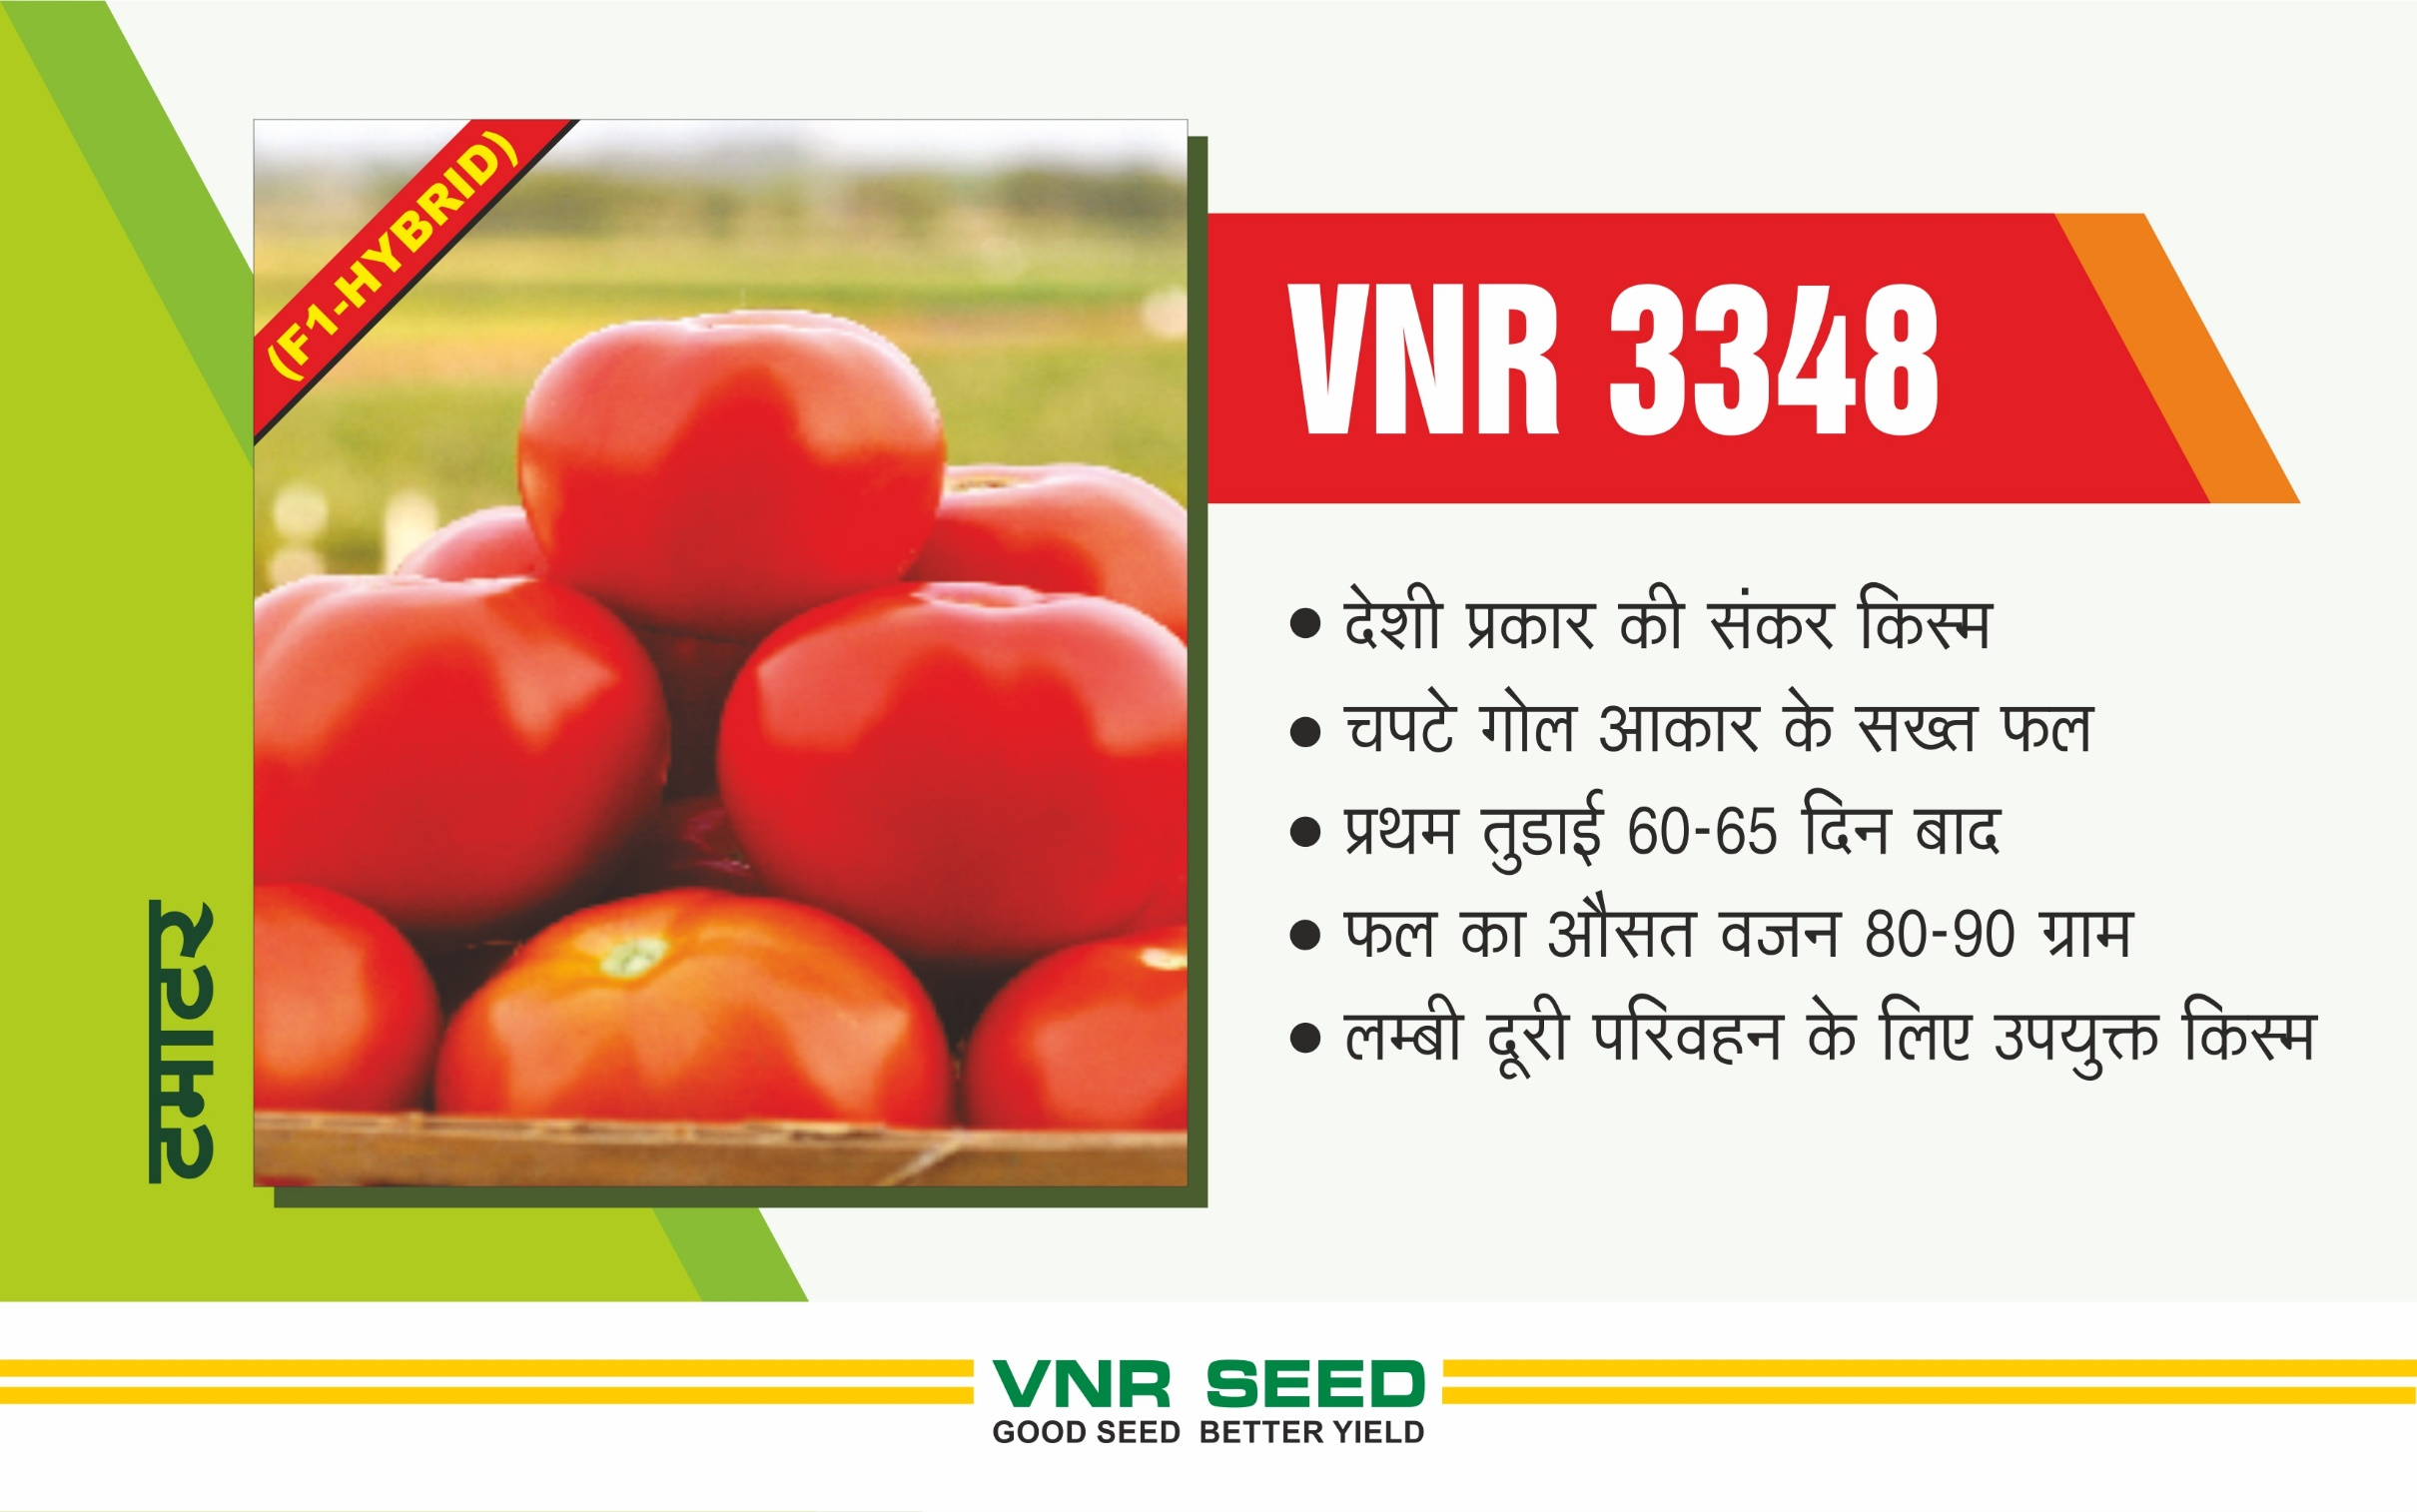 (F1-HYBRID))
VNR 3348
टमाटर
• देशी प्रकार की संकर किस्म
• चपटे गोल आकार के सख्त फल
• प्रथम तुडाई 60-65 दिन बाद
• फल का औसत वजन 80-90 ग्राम
• लम्बी दूरी परिवहन के लिए उपयुक्त किस्म
VNR SEED
GOOD SEED BETTER YIELD